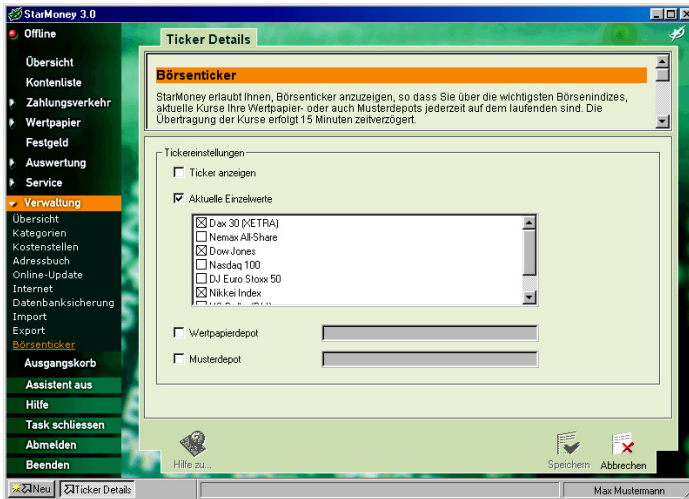 StarMoney 3.0
Offline
Übersicht
Kontenliste
Zahlungsverkehr
Wertpapier
Festgeld
Auswertung
Service
Verwaltung
Übersicht
Kategorien
Kostenstellen
Adressbuch
Online-Update
Internet
Datenbanksicherung
Import
Export
Börsenticker
Ausgangskorb
Assistent aus
Hilfe
Task schliessen
Abmelden
Beenden
Ticker Details
Börsenticker
StarMoney erlaubt Ihnen, Börsenticker anzuzeigen, so dass Sie über die wichtigsten Börsenindizes,
aktuelle Kurse Ihre Wertpapier- oder auch Musterdepots jederzeit auf dem laufenden sind. Die
Übertragung der Kurse erfolgt 15 Minuten zeitverzögert.
Tickereinstellungen
Ticker anzeigen
Aktuelle Einzelwerte
Dax 30 (XETRA)
Nemax All-Share
Dow Jones
Nasdaq 100
DJ Euro Stoxx 50
Nikkei Index
Wertpapierdepot
Musterdepot
Hilfe zu...
Speichern
Abbrechen
Neu
Ticker Details
Max Mustermann